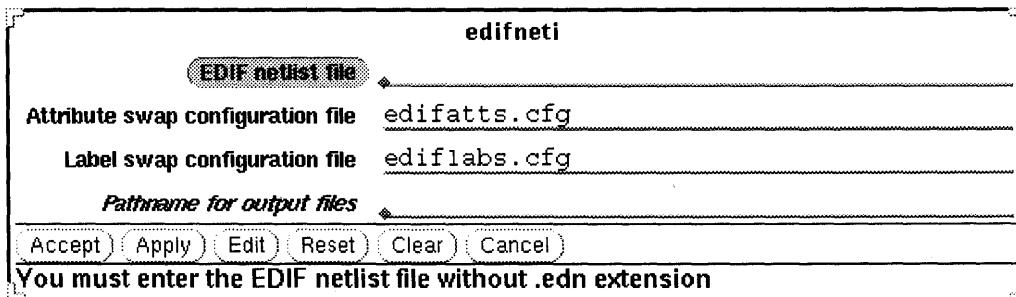 edifneti
EDIF netlist file
Attribute swap configuration file edifatts.cfg
Label swap configuration file ediflabs.cfg
Pathname for output files
Accept Apply Edit Reset Clear Cancel
You must enter the EDIF netlist file without .edn extension